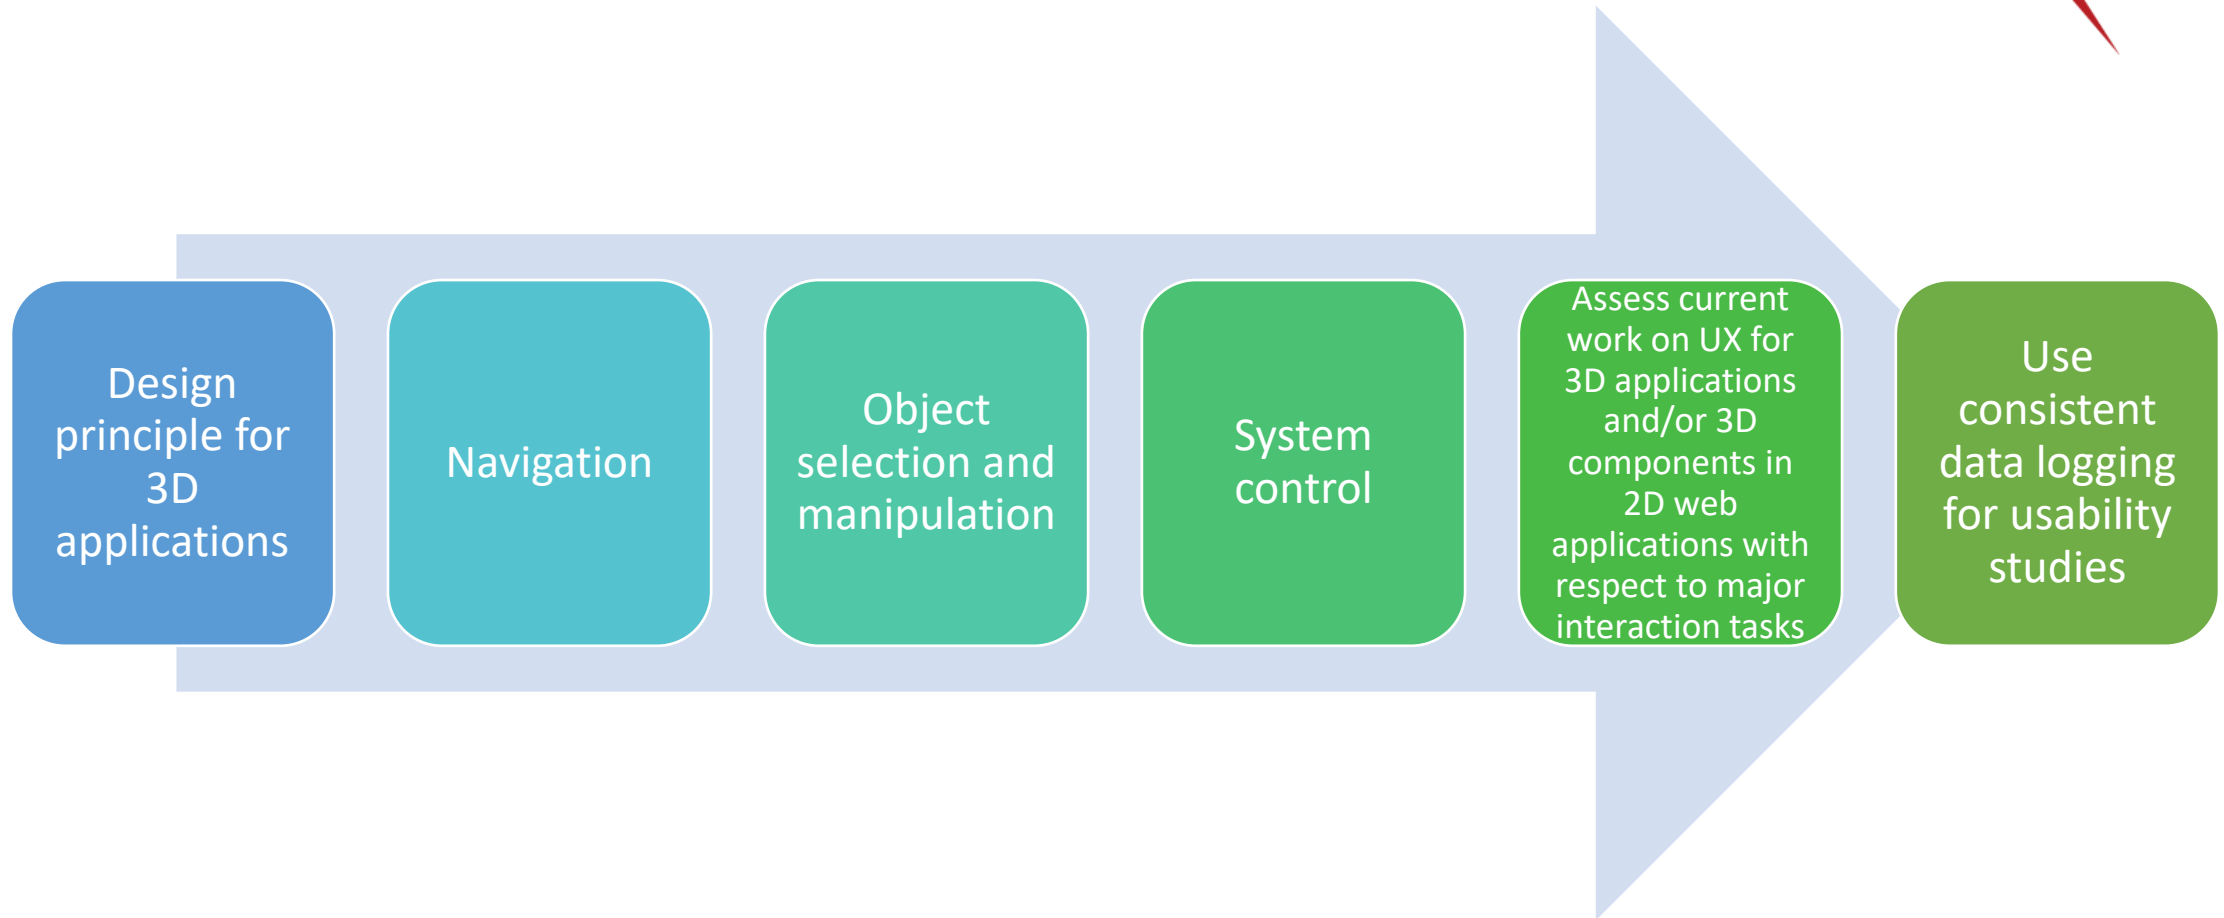 Design
principle for
3D
applications
Navigation
Object
selection and
manipulation
System
control
Assess current
work on UX for
3D applications
and/or 3D
components in
2D web
applications with
respect to major
interaction tasks
Use
consistent
data logging
for usability
studies